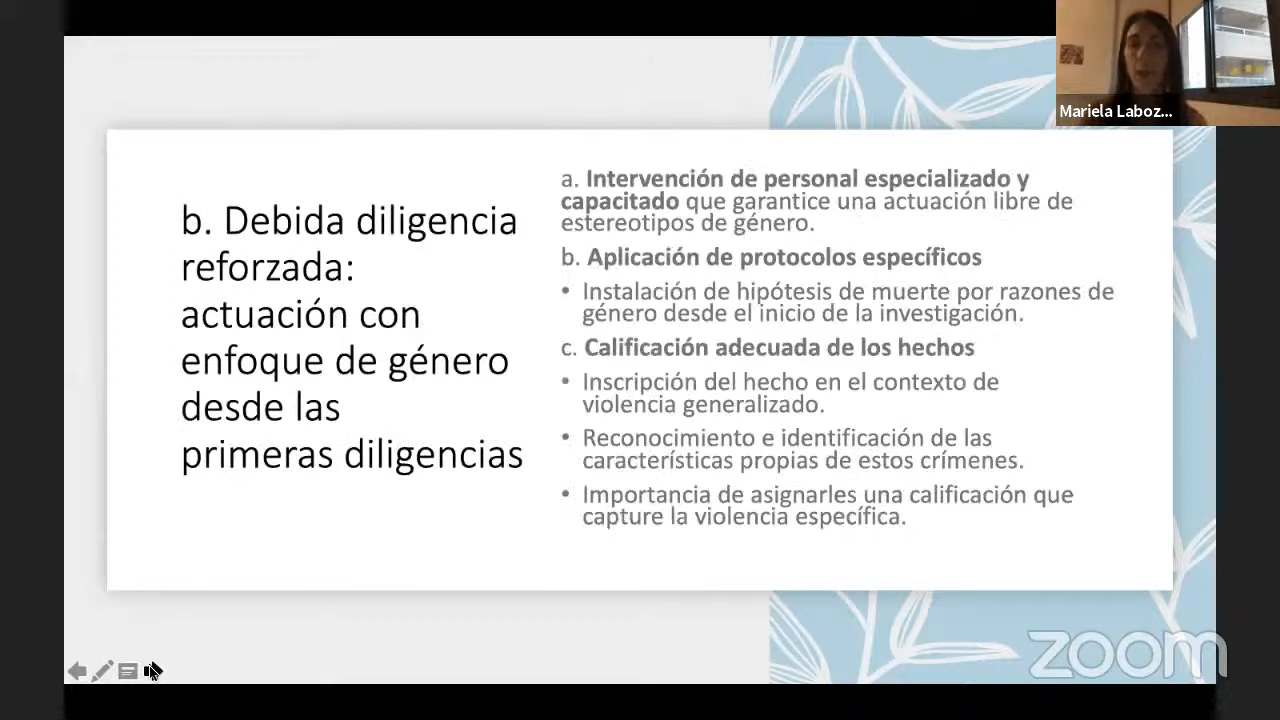 Mariela Laboz...
b. Debida diligencia
reforzada:
actuación con
enfoque de género
desde las
primeras diligencias
a. Intervención de personal especializado y
capacitado que garantice una actuación libre de
estereotipos de género.
b. Aplicación de protocolos específicos
• Instalación de hipótesis de muerte por razones de
género desde el inicio de la investigación.
c. Calificación adecuada de los hechos
• Inscripción del hecho en el contexto de
violencia generalizado.
• Reconocimiento e identificación de las
características propias de estos crímenes.
• Importancia de asignarles una calificación que
capture la violencia específica.
zoom